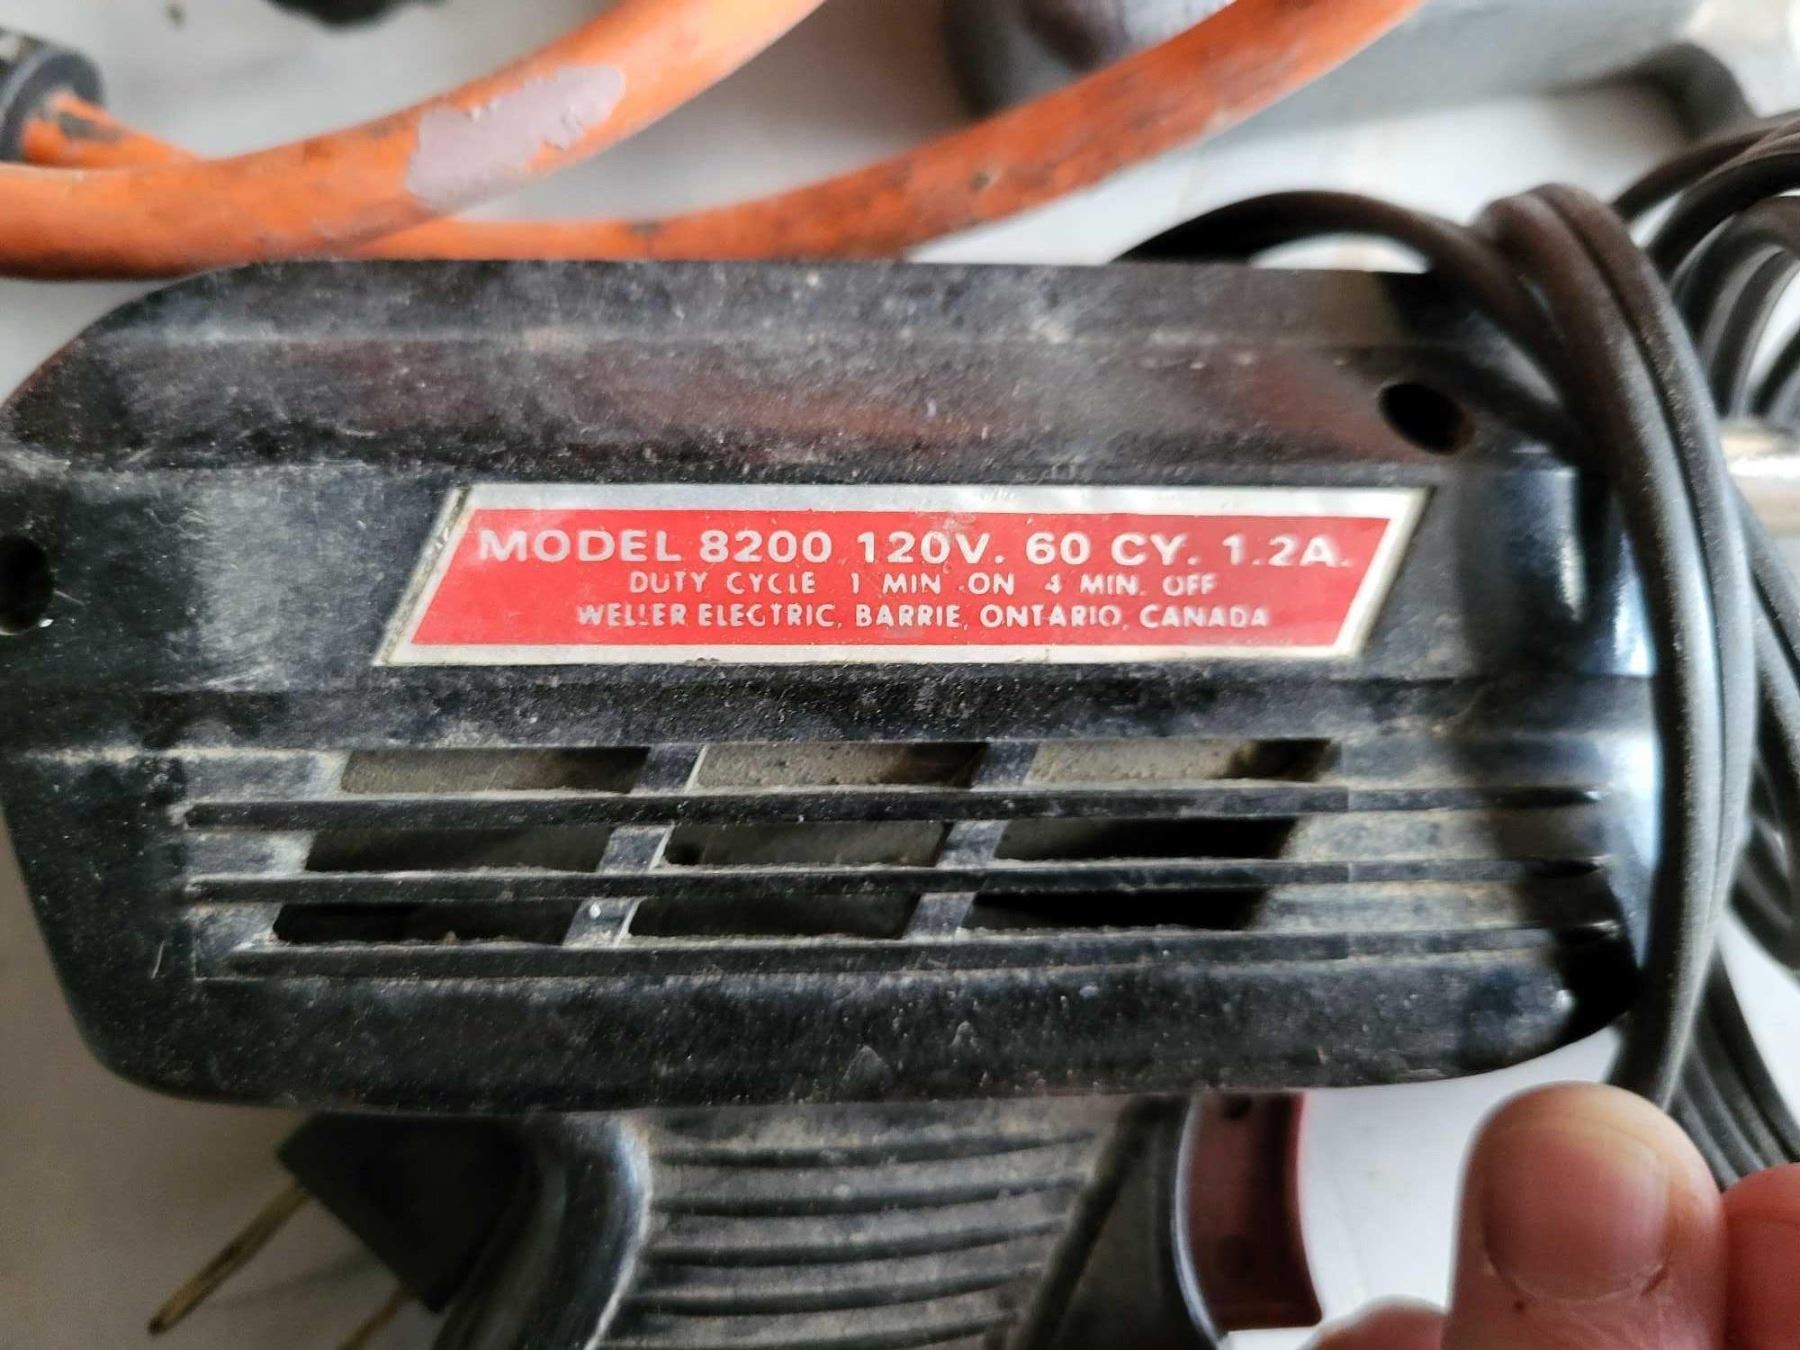 MODEL 8200 120V. 60 CY. 1.2A.
DUTY CYCLE 1 MIN ON 4 MIN. OFF
WELLER ELECTRIC, BARRIE, ONTARIO, CANADA